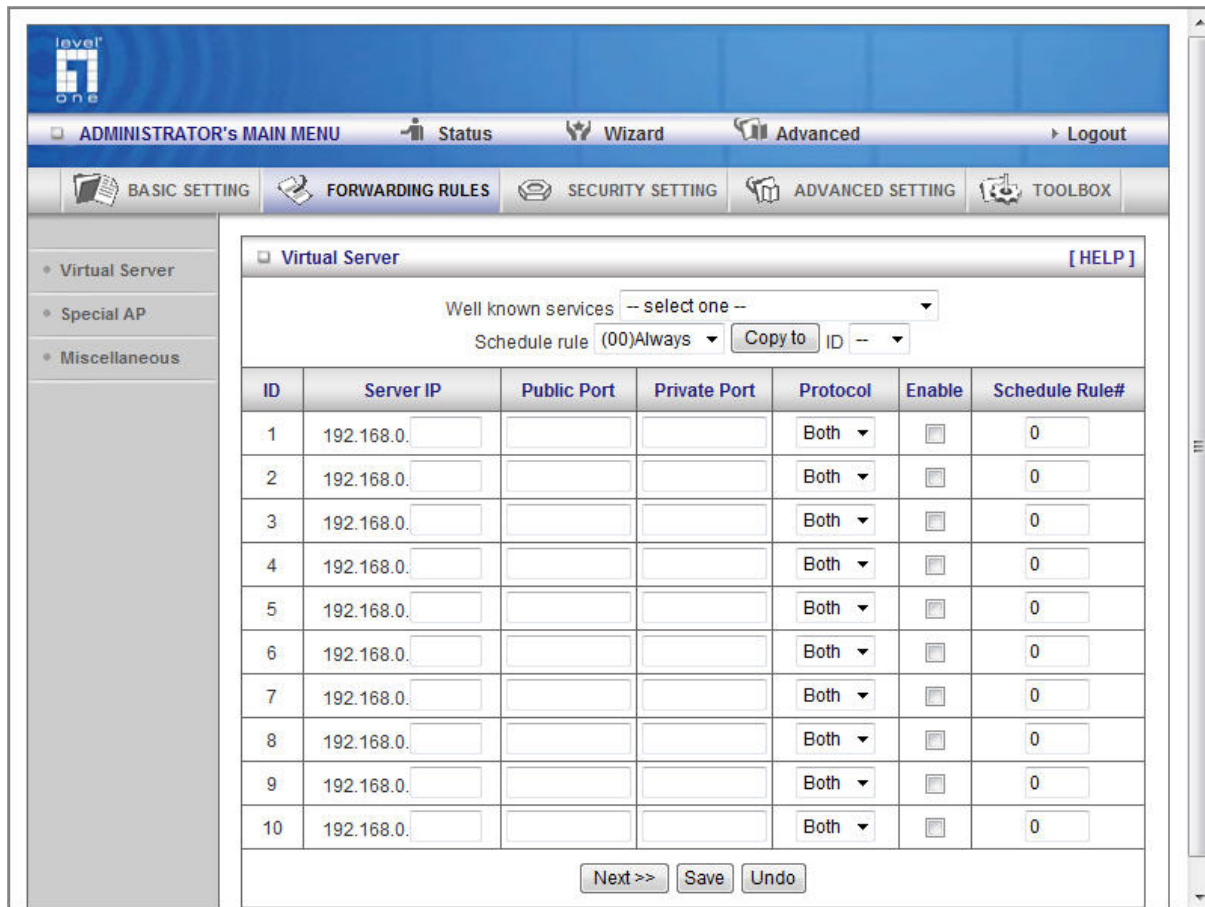 level
one
ADMINISTRATOR's MAIN MENU Status Wizard Advanced Logout
BASIC SETTING FORWARDING RULES SECURITY SETTING ADVANCED SETTING TOOLBOX
Virtual Server
Special AP
Miscellaneous
Virtual Server [ HELP ]
Well known services -- select one --
Schedule rule (00)Always Copy to ID --
ID Server IP Public Port Private Port Protocol Enable Schedule Rule#
1 192.168.0. Both 0
2 192.168.0. Both 0
3 192.168.0. Both 0
4 192.168.0. Both 0
5 192.168.0. Both 0
6 192.168.0. Both 0
7 192.168.0. Both 0
8 192.168.0. Both 0
9 192.168.0. Both 0
10 192.168.0. Both 0
Next >> Save Undo